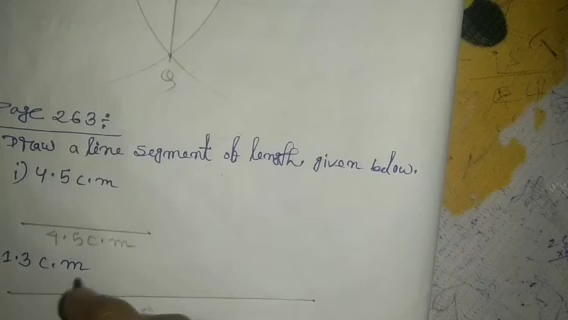 Q
Page 263:
Draw a line segment of length, given below.
i) 4.5 c.m
4.5 c.m
1.3 c.m